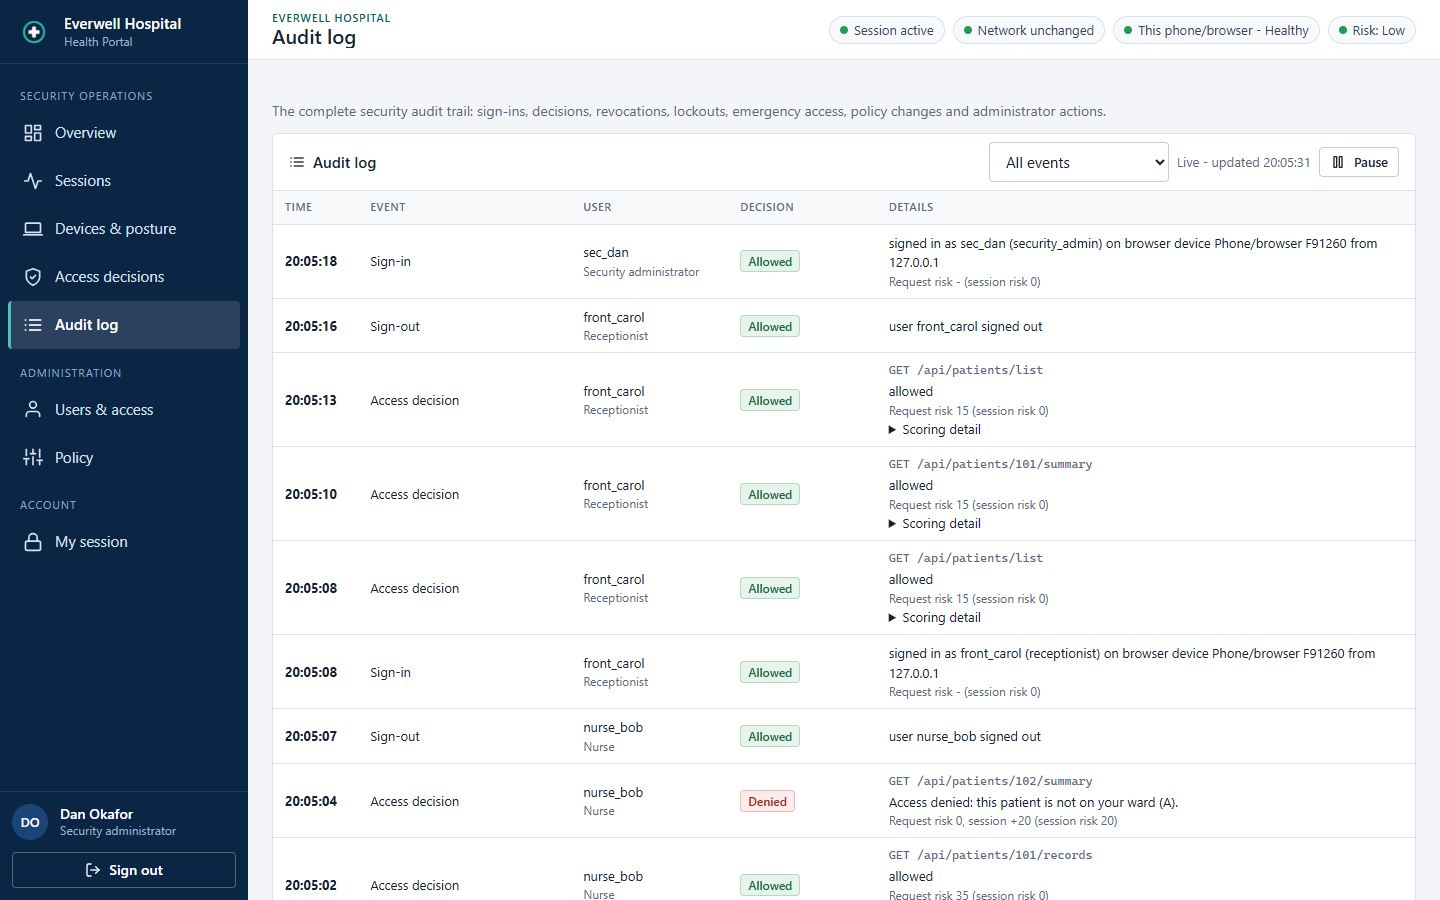 Everwell Hospital
Health Portal
SECURITY OPERATIONS
Overview
Sessions
Devices & posture
Access decisions
Audit log
ADMINISTRATION
Users & access
Policy
ACCOUNT
My session
DO
Dan Okafor
Security administrator
Sign out
EVERWELL HOSPITAL
Audit log
Session active
Network unchanged
This phone/browser - Healthy
Risk: Low
The complete security audit trail: sign-ins, decisions, revocations, lockouts, emergency access, policy changes and administrator actions.
Audit log
All events
Live - updated 20:05:31
Pause
TIME EVENT USER DECISION DETAILS
20:05:18 Sign-in sec_dan Security administrator Allowed signed in as sec_dan (security_admin) on browser device Phone/browser F91260 from
127.0.0.1
Request risk - (session risk 0)
20:05:16 Sign-out front_carol Receptionist Allowed user front_carol signed out
20:05:13 Access decision front_carol Receptionist Allowed GET /api/patients/list
allowed
Request risk 15 (session risk 0)
Scoring detail
20:05:10 Access decision front_carol Receptionist Allowed GET /api/patients/101/summary
allowed
Request risk 15 (session risk 0)
Scoring detail
20:05:08 Access decision front_carol Receptionist Allowed GET /api/patients/list
allowed
Request risk 15 (session risk 0)
Scoring detail
20:05:08 Sign-in front_carol Receptionist Allowed signed in as front_carol (receptionist) on browser device Phone/browser F91260 from
127.0.0.1
Request risk - (session risk 0)
20:05:07 Sign-out nurse_bob Nurse Allowed user nurse_bob signed out
20:05:04 Access decision nurse_bob Nurse Denied GET /api/patients/102/summary
Access denied: this patient is not on your ward (A).
Request risk 0, session +20 (session risk 20)
20:05:02 Access decision nurse_bob Nurse Allowed GET /api/patients/101/records
allowed
Request risk 35 (session risk 0)